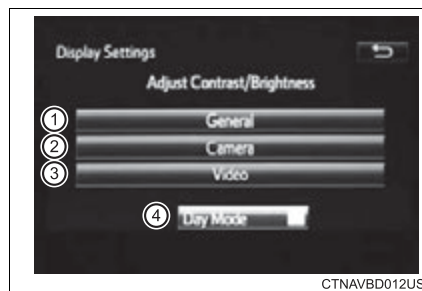 Display Settings
Adjust Contrast/Brightness
1 General
2 Camera
3 Video
4 Day Mode
CTNAVBD012US